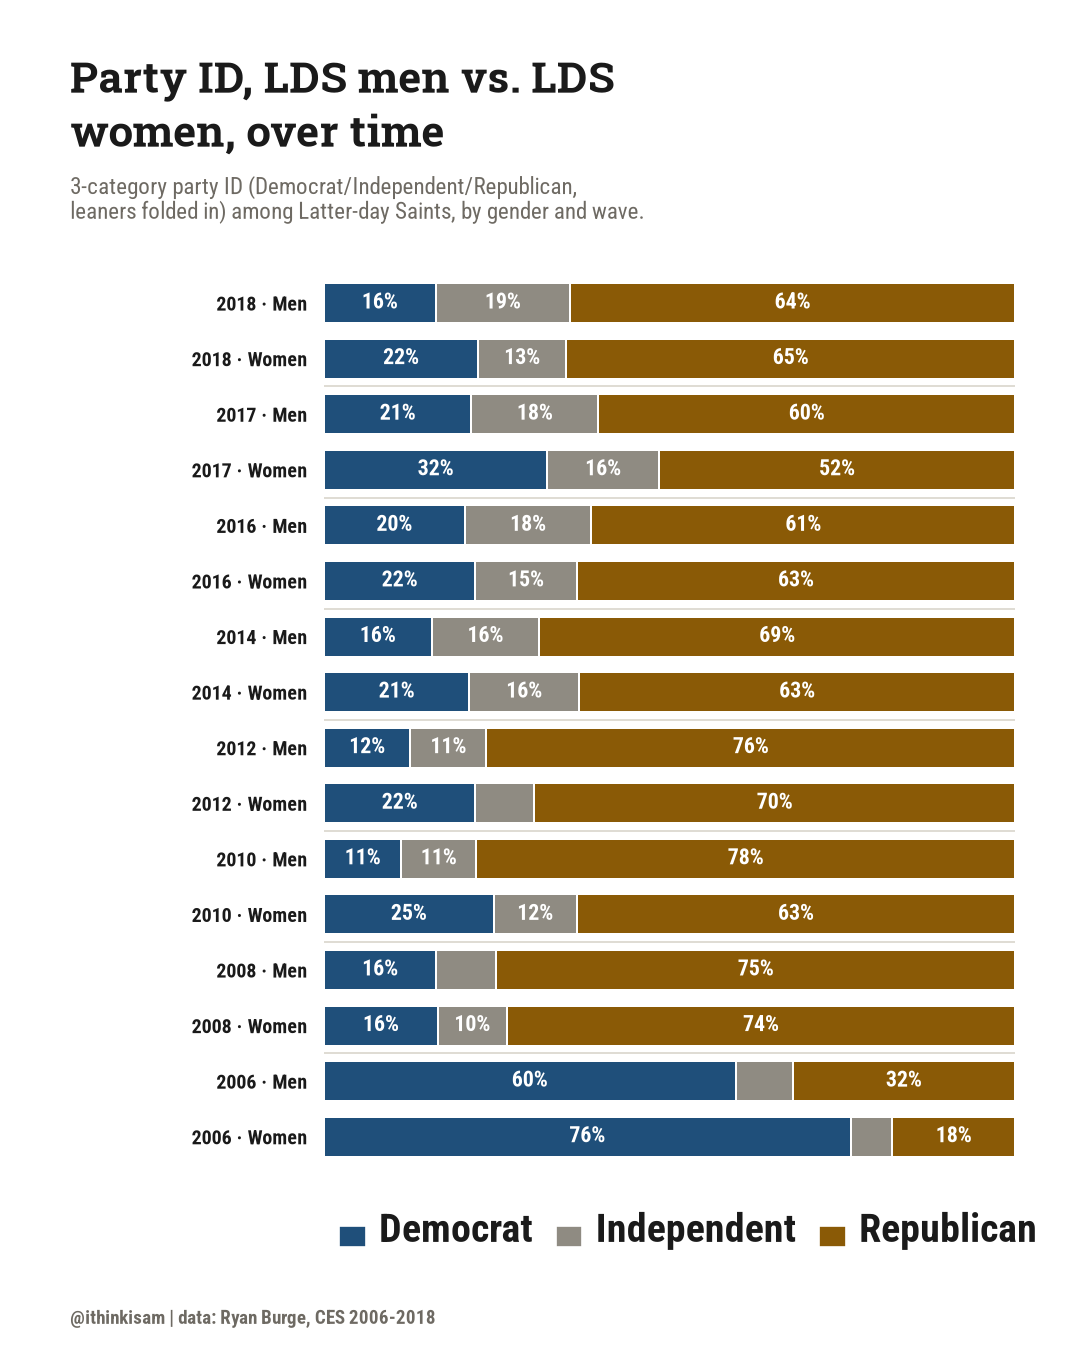 Party ID, LDS men vs. LDS
women, over time
3-category party ID (Democrat/Independent/Republican,
leaners folded in) among Latter-day Saints, by gender and wave.
2018 · Men 16% 19% 64%
2018 · Women 22% 13% 65%
2017 · Men 21% 18% 60%
2017 · Women 32% 16% 52%
2016 · Men 20% 18% 61%
2016 · Women 22% 15% 63%
2014 · Men 16% 16% 69%
2014 · Women 21% 16% 63%
2012 · Men 12% 11% 76%
2012 · Women 22% 70%
2010 · Men 11% 11% 78%
2010 · Women 25% 12% 63%
2008 · Men 16% 75%
2008 · Women 16% 10% 74%
2006 · Men 60% 32%
2006 · Women 76% 18%
Democrat Independent Republican
@ithinkisam | data: Ryan Burge, CES 2006-2018